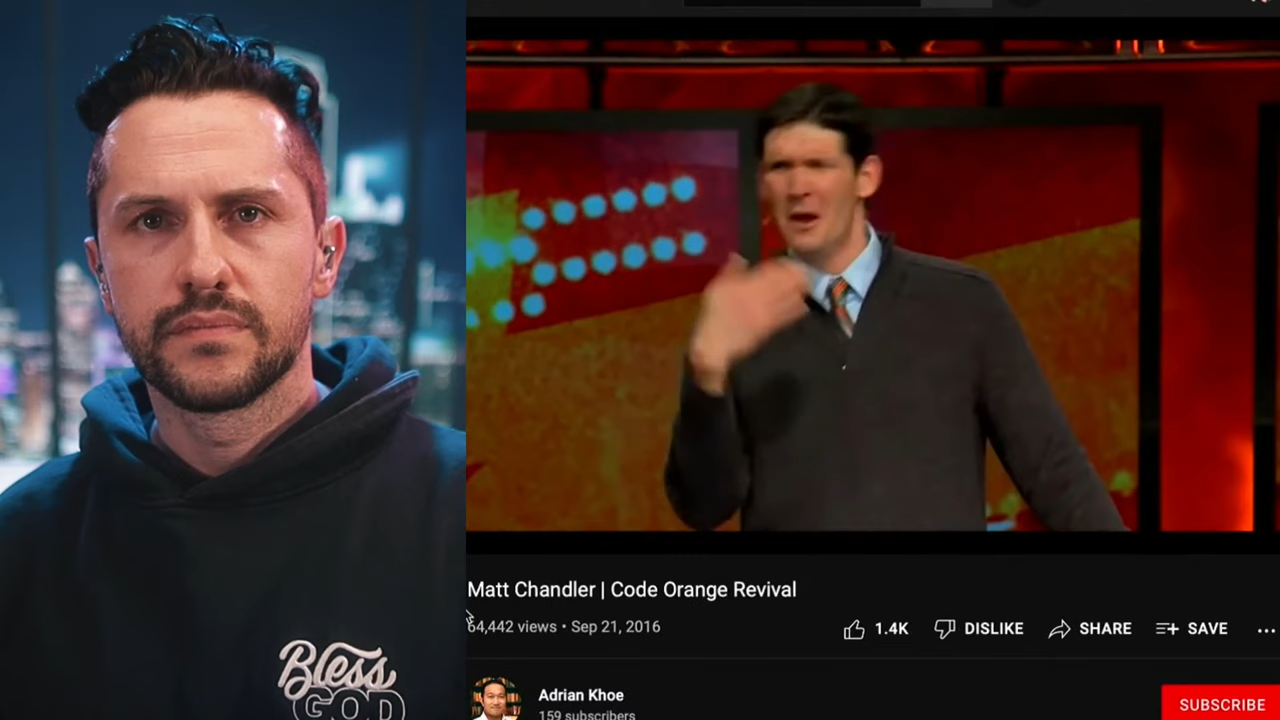 Bless
GOD
Matt Chandler | Code Orange Revival
64,442 views • Sep 21, 2016
1.4K
DISLIKE
SHARE
SAVE
Adrian Khoe
159 subscribers
SUBSCRIBE